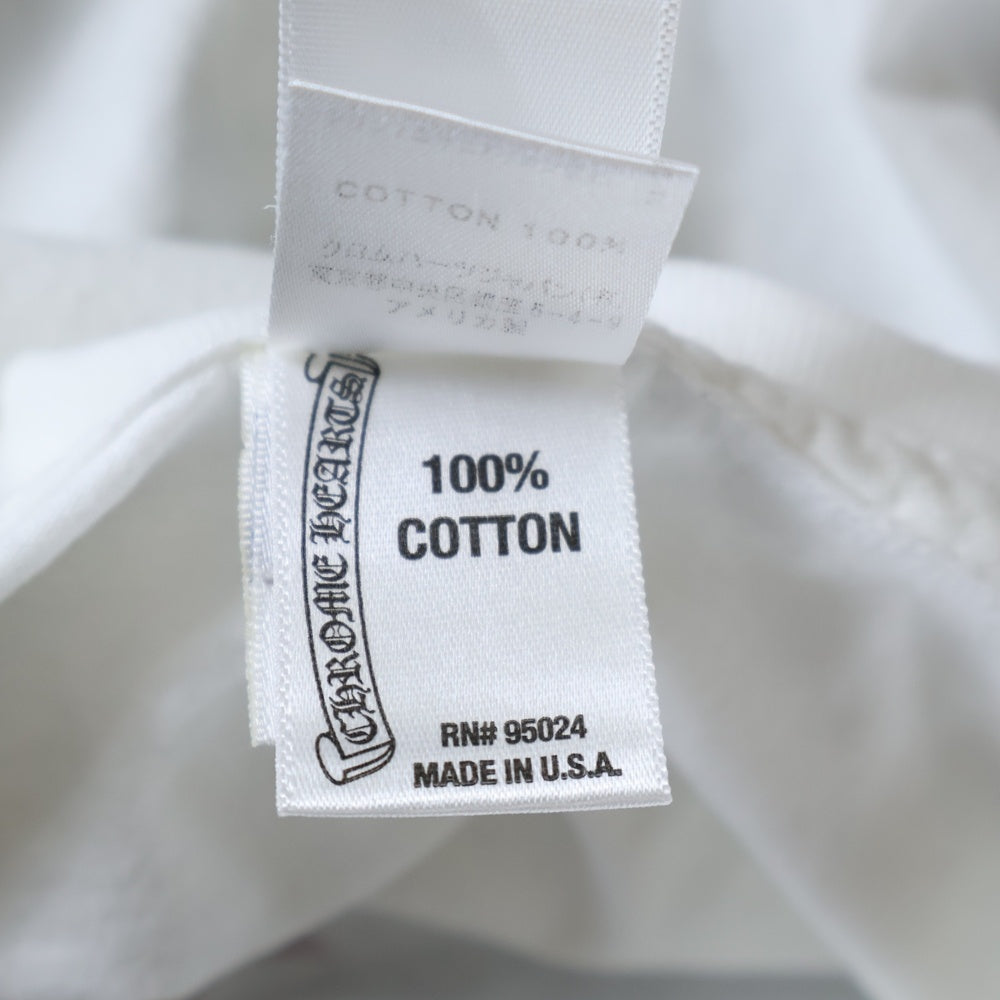 COTTON 100%
クロムハーツジャパン(有)
アメリカ製
CHROME HEARTS
100%
COTTON
RN# 95024
MADE IN U.S.A.